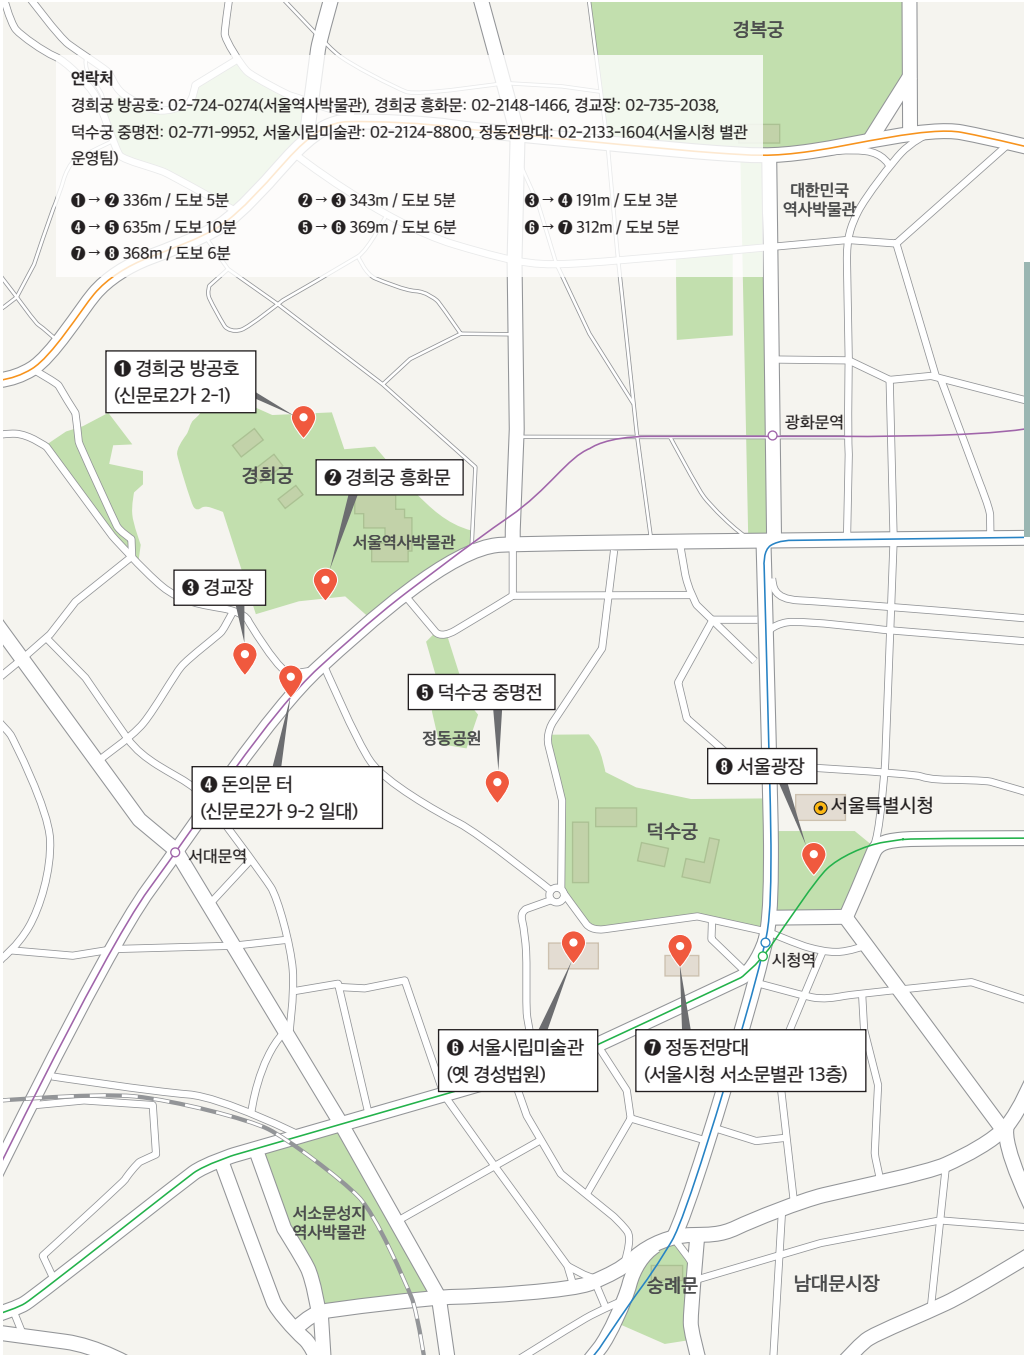 경복궁
연락처
경희궁 방공호: 02-724-0274(서울역사박물관), 경희궁 흥화문: 02-2148-1466, 경교장: 02-735-2038,
덕수궁 중명전: 02-771-9952, 서울시립미술관: 02-2124-8800, 정동전망대: 02-2133-1604(서울시청 별관
운영팀)
❶ → ❷ 336m / 도보 5분
❷ → ❸ 343m / 도보 5분
❸ → ❹ 191m / 도보 3분
❹ → ❺ 635m / 도보 10분
❺ → ❻ 369m / 도보 6분
❻ → ❼ 312m / 도보 5분
❼ → ❽ 368m / 도보 6분
대한민국
역사박물관
❶ 경희궁 방공호
(신문로2가 2-1)
광화문역
경희궁
❷ 경희궁 흥화문
서울역사박물관
❸ 경교장
❺ 덕수궁 중명전
정동공원
❹ 돈의문 터
(신문로2가 9-2 일대)
❽ 서울광장
서울특별시청
덕수궁
서대문역
시청역
❻ 서울시립미술관
(옛 경성법원)
❼ 정동전망대
(서울시청 서소문별관 13층)
서소문성지
역사박물관
숭례문
남대문시장